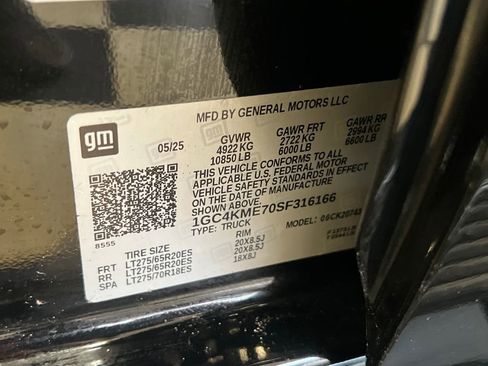 MFD BY GENERAL MOTORS LLC
gm
05/25 GVWR GAWR FRT GAWR RR
4922 KG 2722 KG 2994 KG
10850 LB 6000 LB 6600 LB
THIS VEHICLE CONFORMS TO ALL
APPLICABLE U.S. FEDERAL MOTOR
VEHICLE SAFETY STANDARDS IN EFFECT
ON THE DATE OF MANUFACTURE
1GC4KME70SF316166
TYPE: TRUCK MODEL:
8555
TIRE SIZE RIM
FRT LT275/65R20ES 20X8.5J
RR LT275/65R20ES 20X8.5J
SPA LT275/70R18ES 18X8J